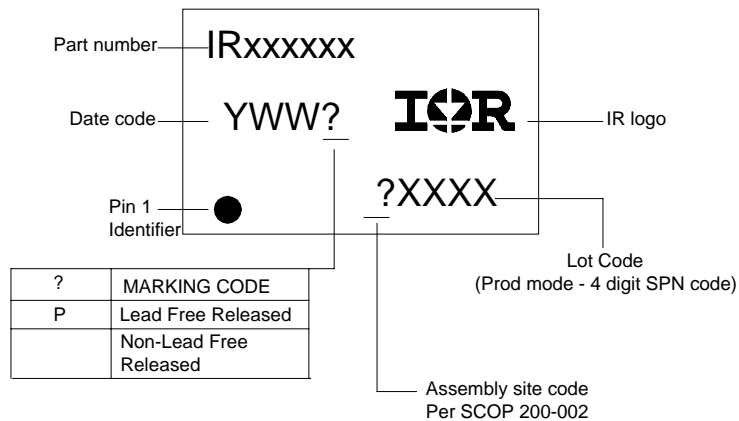 Part number
IRxxxxxx
Date code
YWW?
IOR
IR logo
?XXXX
Pin 1
Identifier
Lot Code
(Prod mode - 4 digit SPN code)
? MARKING CODE
P Lead Free Released
Non-Lead Free
Released
Assembly site code
Per SCOP 200-002